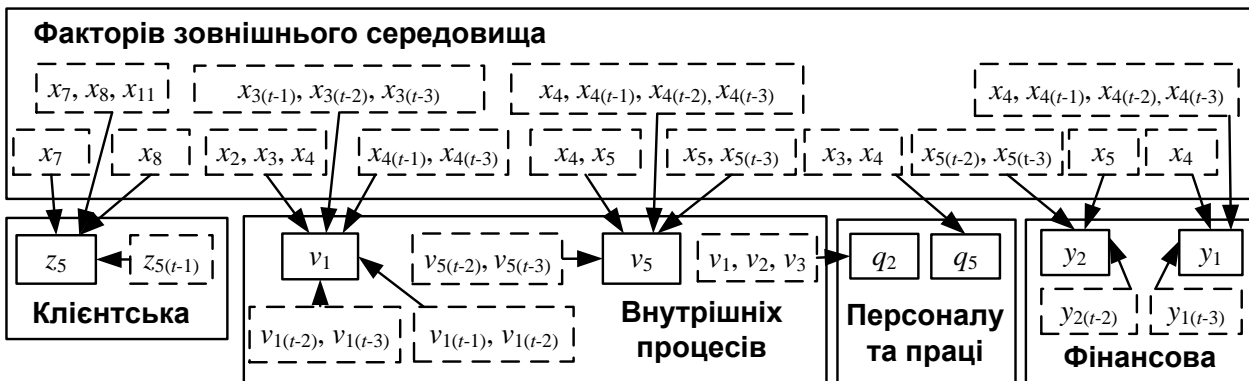 Факторів зовнішнього середовища
x7, x8, x11
x3(t-1), x3(t-2), x3(t-3)
x4, x4(t-1), x4(t-2), x4(t-3)
x4, x4(t-1), x4(t-2), x4(t-3)
x7
x8
x2, x3, x4
x4(t-1), x4(t-3)
x4, x5
x5, x5(t-3)
x3, x4
x5(t-2), x5(t-3)
x5
x4
z5
z5(t-1)
Клієнтська
v1
v5(t-2), v5(t-3)
v5
v1, v2, v3
v1(t-2), v1(t-3)
v1(t-1), v1(t-2)
Внутрішніх
процесів
q2
q5
Персоналу
та праці
y2
y1
y2(t-2)
y1(t-3)
Фінансова